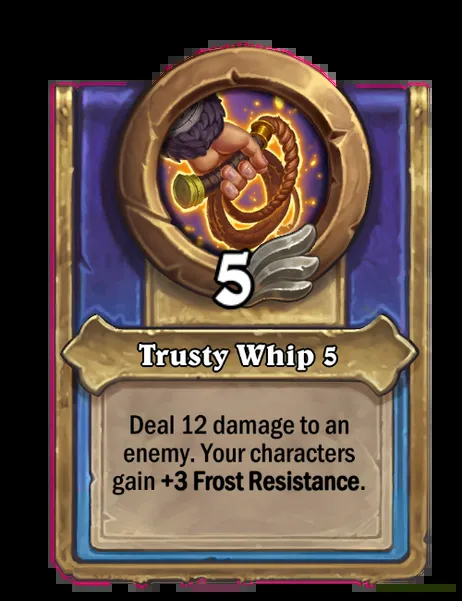 5
Trusty Whip 5
Deal 12 damage to an
enemy. Your characters
gain +3 Frost Resistance.